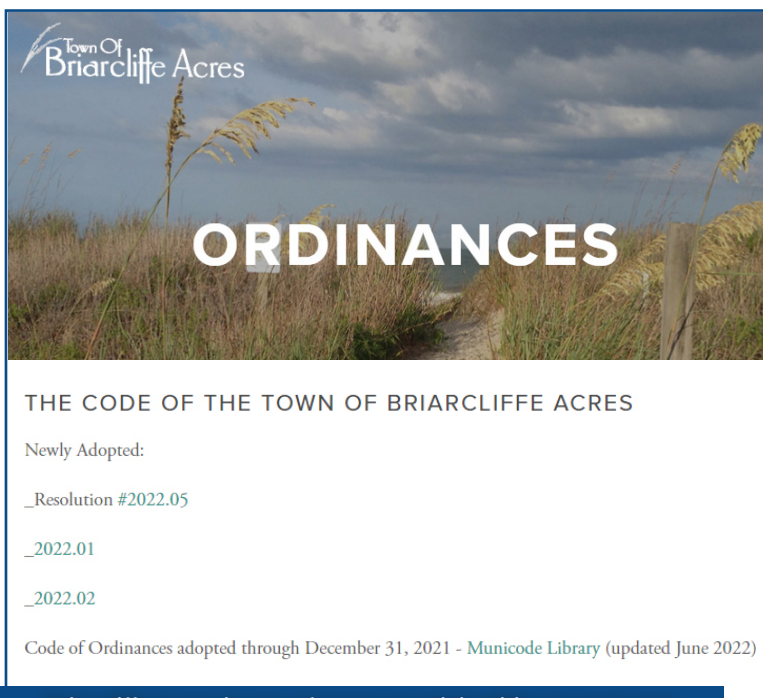 Town Of
Briarcliffe Acres
ORDINANCES
THE CODE OF THE TOWN OF BRIARCLIFFE ACRES
Newly Adopted:
_Resolution #2022.05
_2022.01
_2022.02
Code of Ordinances adopted through December 31, 2021 - Municode Library (updated June 2022)